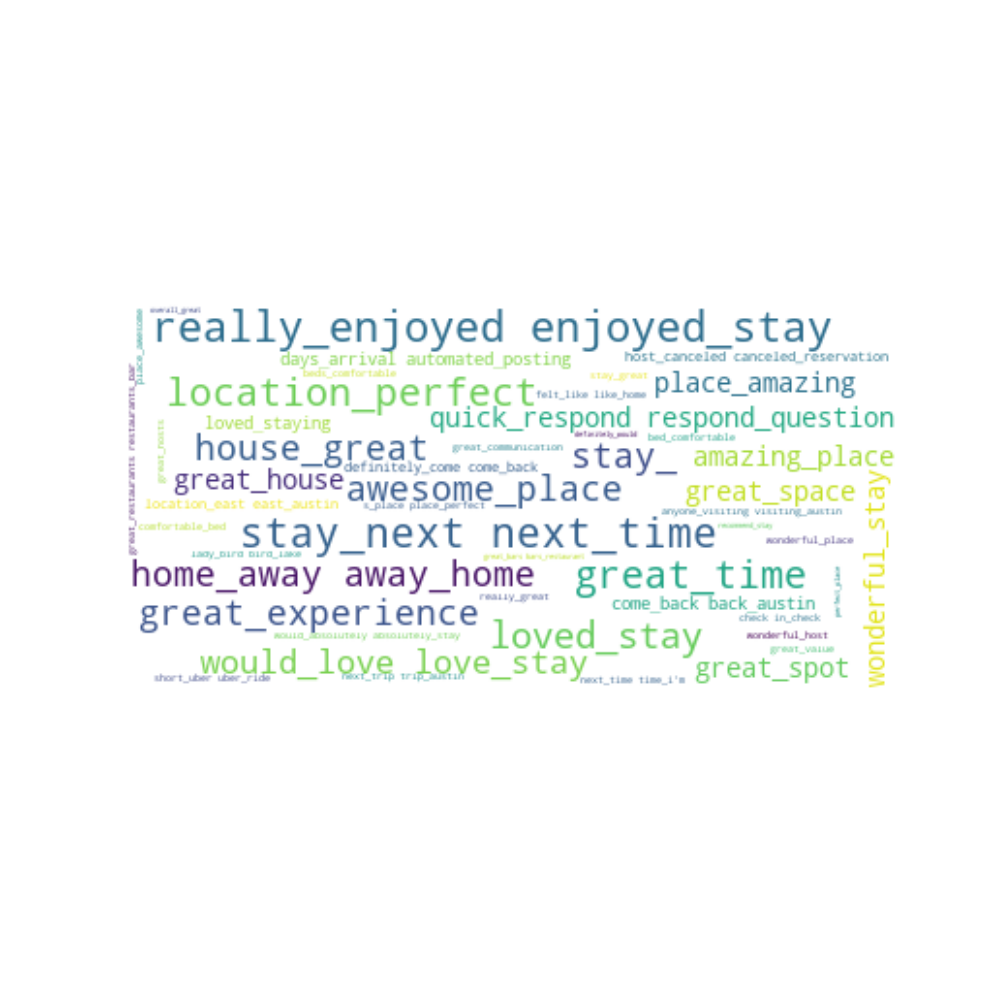 overall_great
really_enjoyed enjoyed_stay
place_awesome
days_arrival automated_posting
host_canceled canceled_reservation
beds_comfortable
stay_great
place_amazing
location_perfect
felt_like like_home
great_restaurants restaurants_bar
loved_staying
quick_respond respond_question
great_hosts
definitely_would
bed_comfortable
house_great
great_communication
stay_
amazing_place
definitely_come come_back
great_house
awesome_place
great_space
wonderful_stay
location_east east_austin
s_place place_perfect
anyone_visiting visiting_austin
comfortable_bed
stay_next next_time
recommend_stay
wonderful_place
lady_bird bird_lake
great_bars bars_restaurant
home_away away_home
great_time
perfect_place
really_great
come_back back_austin
great_experience
check in_check
would_absolutely absolutely_stay
loved_stay
wonderful_host
great_value
would_love love_stay
great_spot
short_uber uber_ride
next_trip trip_austin
next_time time_i'm